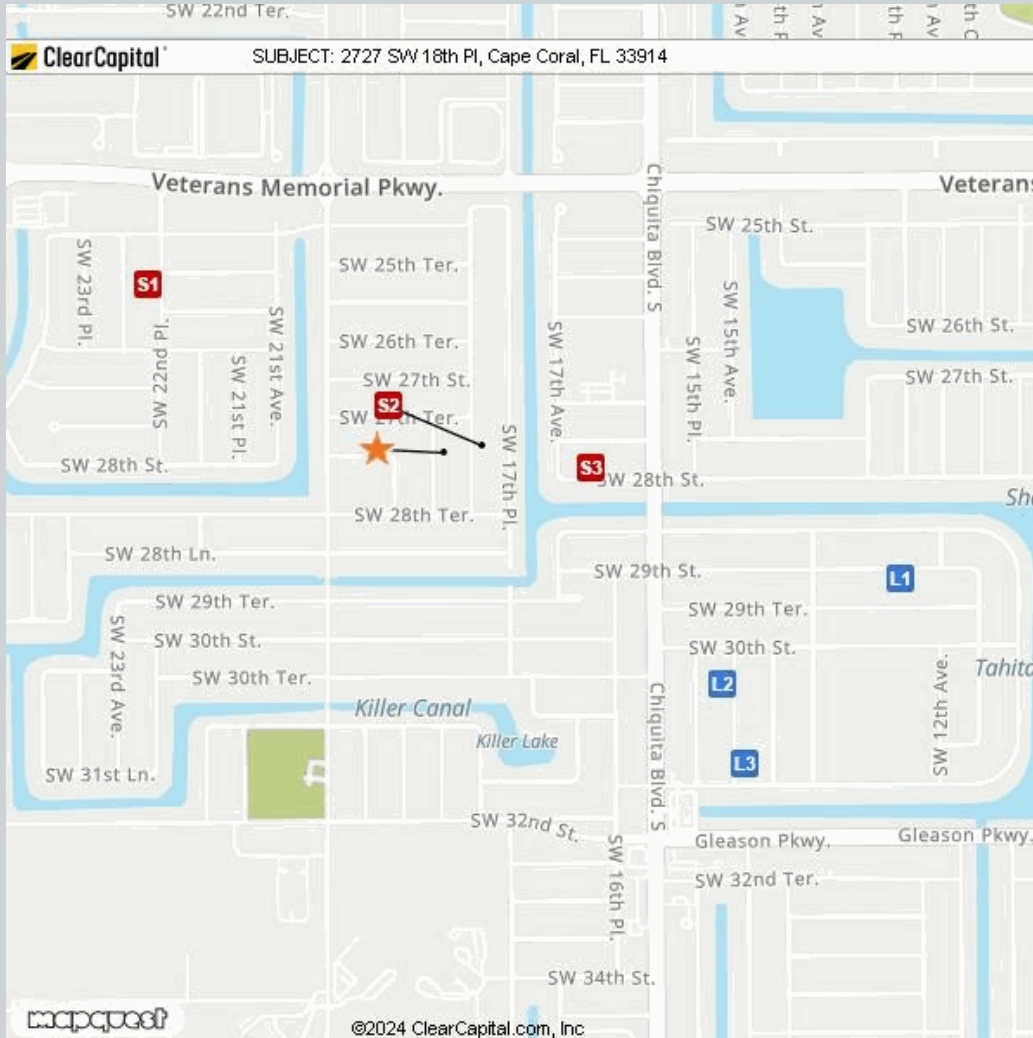 SW 22nd Ter.
ClearCapital
SUBJECT: 2727 SW 18th Pl, Cape Coral, FL 33914
Veterans Memorial Pkwy.
Veterans
Chiquita Blvd. S
SW 25th St.
SW 23rd Pl.
S1
SW 25th Ter.
SW 15th Ave.
SW 22nd Pl.
SW 21st Ave.
SW 26th Ter.
SW 17th Ave.
SW 15th Pl.
SW 26th St.
SW 21st Pl.
SW 27th St.
SW 27th St.
S2
SW 27th Ter.
SW 17th Pl.
SW 28th St.
S3
SW 28th St.
SW 28th Ter.
Sh
SW 28th Ln.
SW 29th St.
L1
SW 29th Ter.
SW 29th Ter.
SW 23rd Ave.
SW 30th St.
SW 30th St.
SW 30th Ter.
L2
SW 12th Ave.
Tahit
Killer Canal
Chiquita Blvd. S
Killer Lake
L3
SW 31st Ln.
SW 32nd St.
Gleason Pkwy.
Gleason Pkwy.
SW 16th Pl.
SW 32nd Ter.
SW 34th St.
mapquest
©2024 ClearCapital.com, Inc